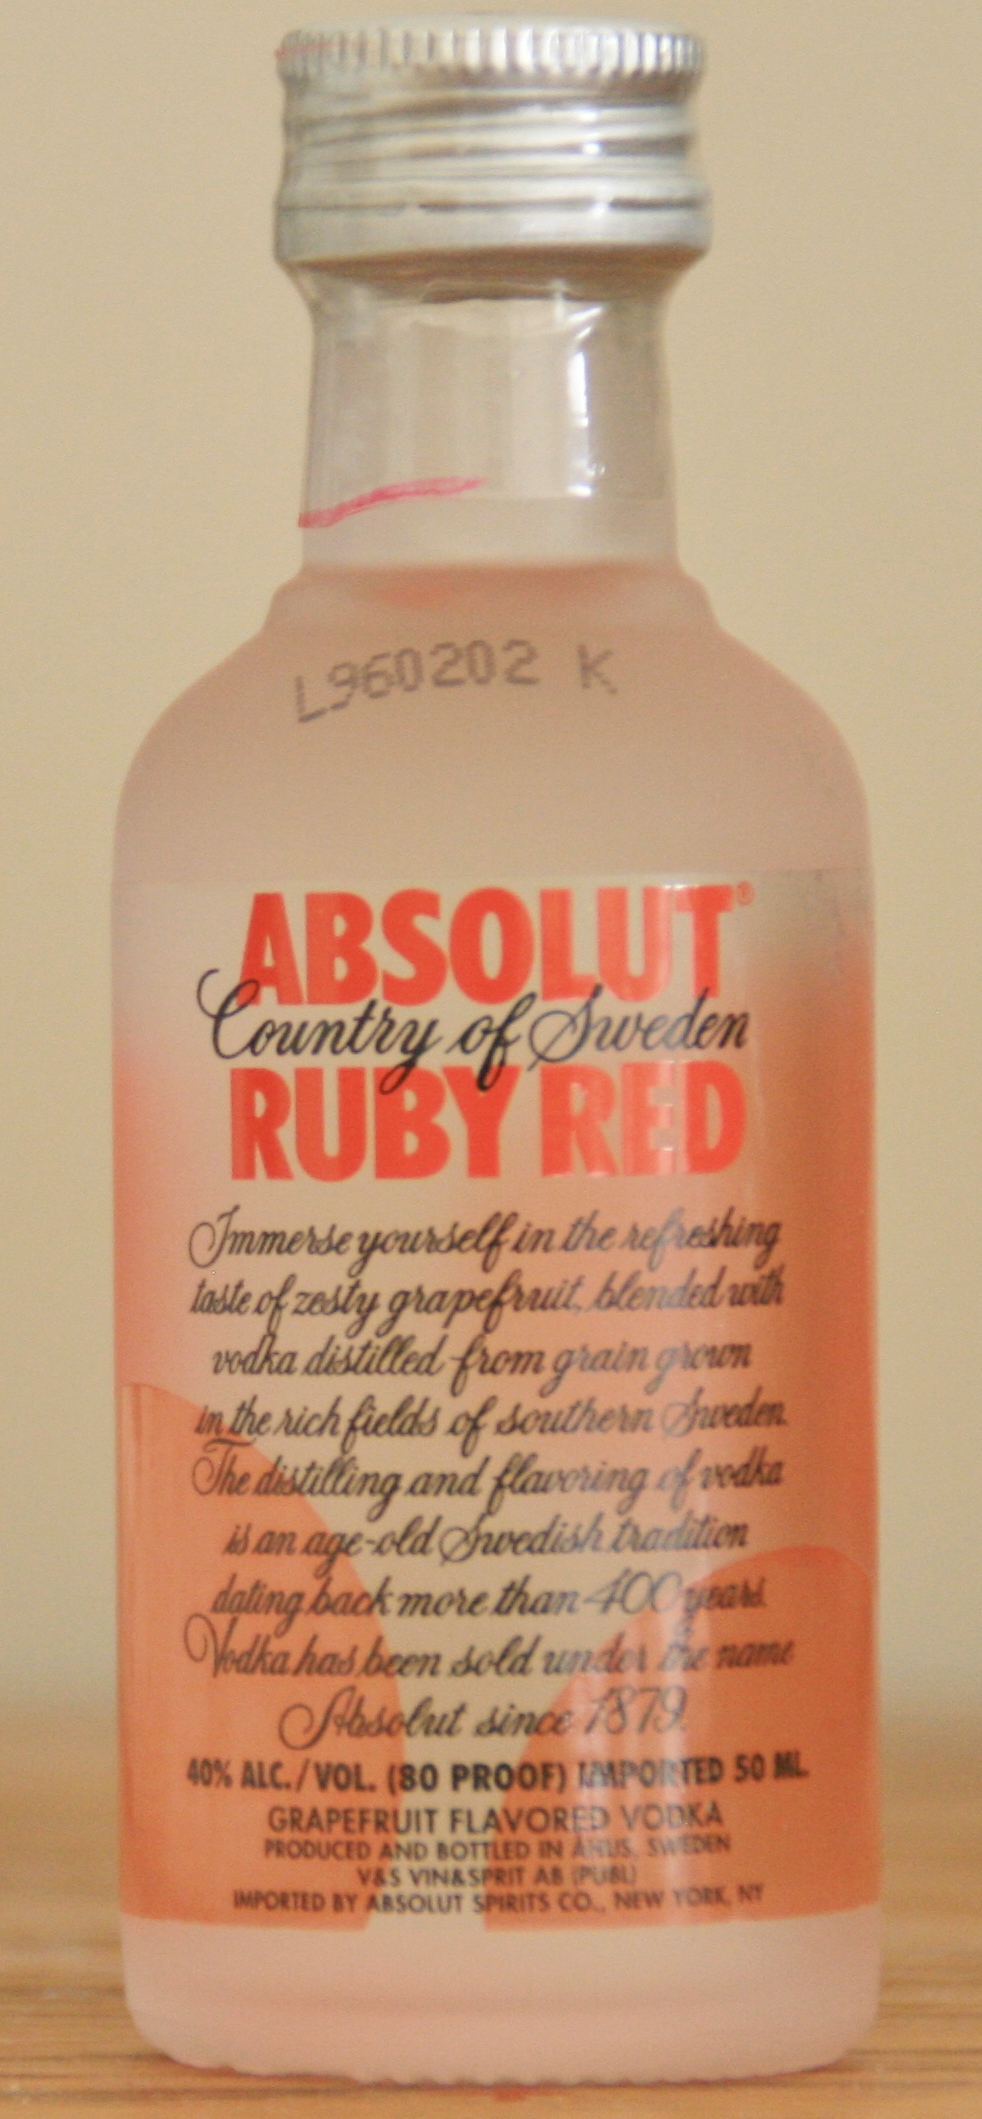 L960202 K
ABSOLUT®
Country of Sweden
RUBY RED
Immerse yourself in the refreshing
taste of zesty grapefruit, blended with
vodka distilled from grain grown
in the rich fields of southern Sweden.
The distilling and flavoring of vodka
is an age-old Swedish tradition
dating back more than 400 years.
Vodka has been sold under the name
Absolut since 1879.
40% ALC./VOL. (80 PROOF) IMPORTED 50 ML.
GRAPEFRUIT FLAVORED VODKA
PRODUCED AND BOTTLED IN ÅHUS, SWEDEN
V&S VIN&SPRIT AB (PUBL)
IMPORTED BY ABSOLUT SPIRITS CO., NEW YORK, NY